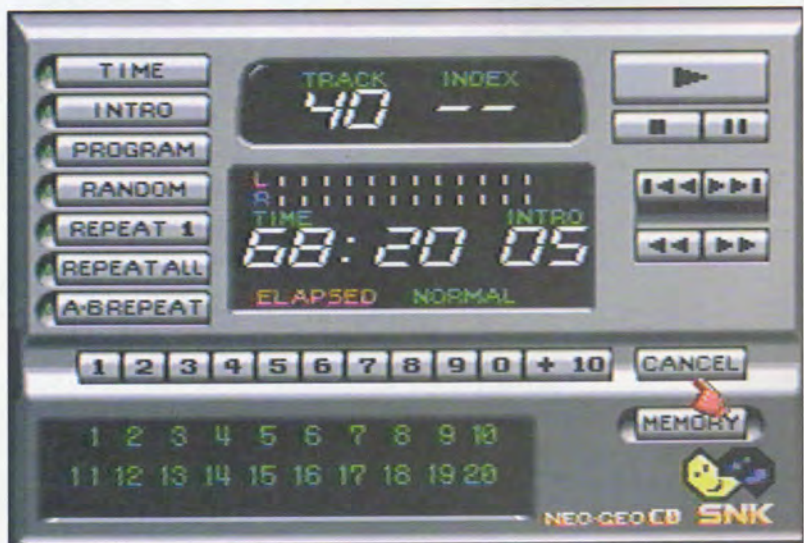 TIME
INTRO
PROGRAM
RANDOM
REPEAT 1
REPEAT ALL
A·B REPEAT
TRACK INDEX
40 --
L
R
TIME INTRO
68:20 05
ELAPSED NORMAL
1 2 3 4 5 6 7 8 9 0 + 10
CANCEL
MEMORY
1 2 3 4 5 6 7 8 9 10
11 12 13 14 15 16 17 18 19 20
NEO·GEO CD SNK